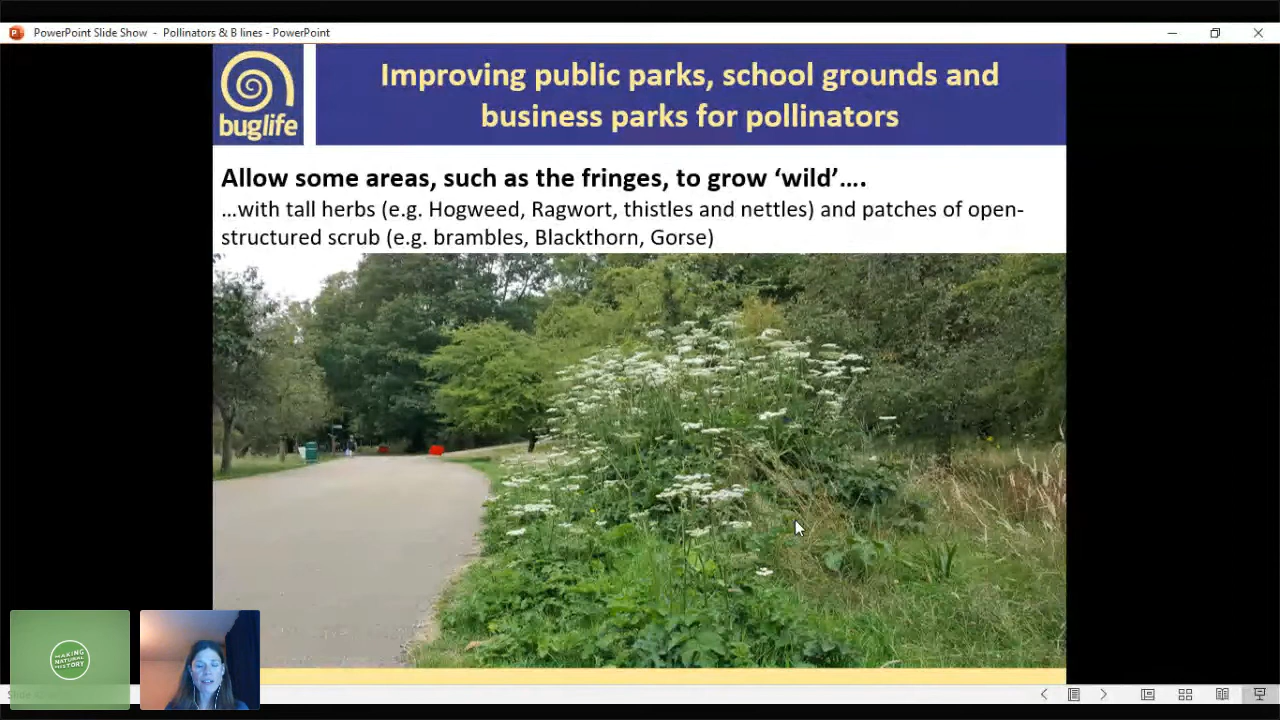 PowerPoint Slide Show - Pollinators & B lines - PowerPoint
buglife
Improving public parks, school grounds and
business parks for pollinators
Allow some areas, such as the fringes, to grow ‘wild’….
…with tall herbs (e.g. Hogweed, Ragwort, thistles and nettles) and patches of open-
structured scrub (e.g. brambles, Blackthorn, Gorse)
MAKING
NATURAL
HISTORY